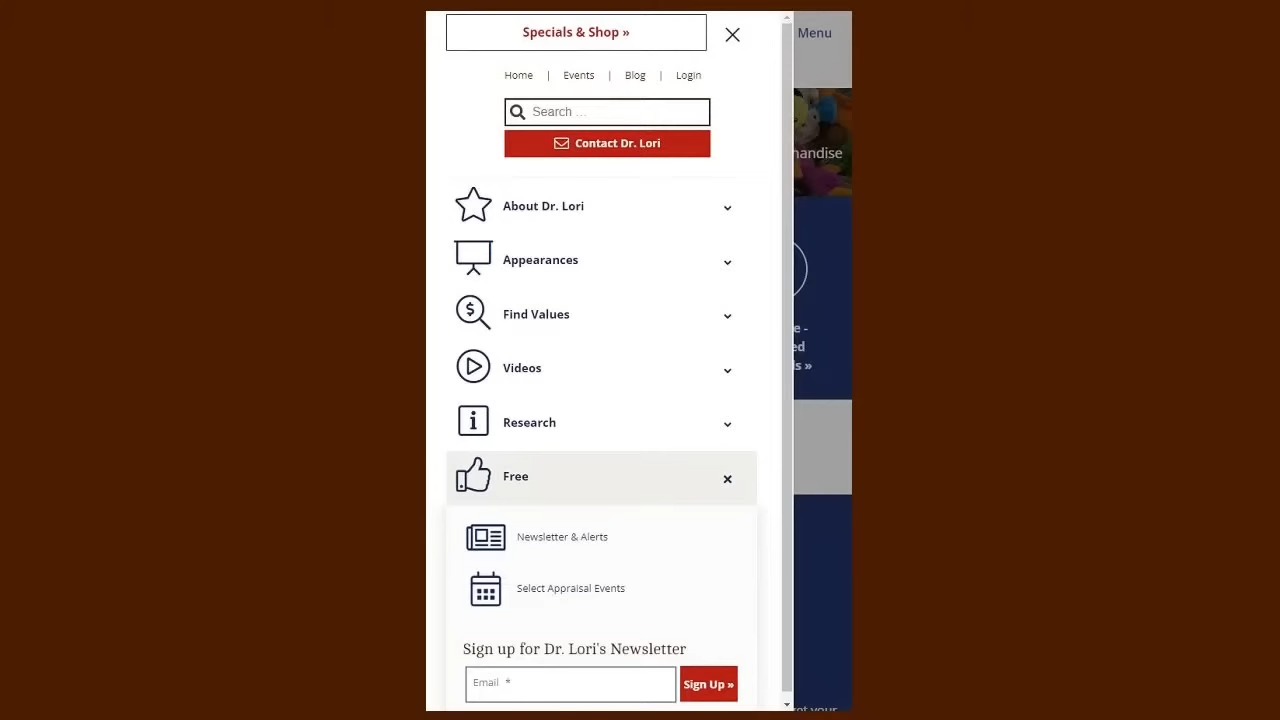 Specials & Shop »
Menu
Home | Events | Blog | Login
Search ...
Contact Dr. Lori
About Dr. Lori
Appearances
Find Values
Videos
Research
Free
Newsletter & Alerts
Select Appraisal Events
Sign up for Dr. Lori's Newsletter
Email *
Sign Up »